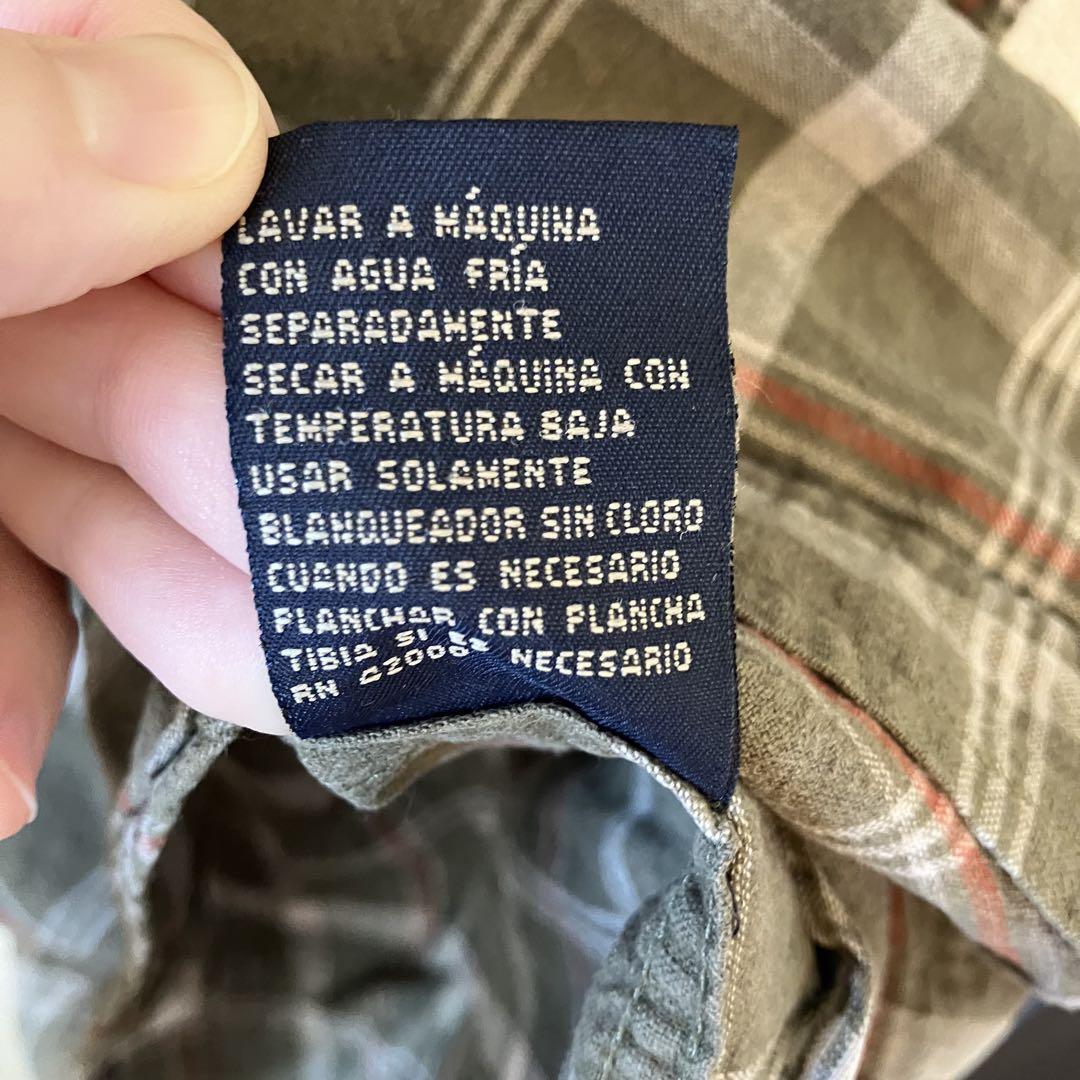 LAVAR A MÁQUINA
CON AGUA FRÍA
SEPARADAMENTE
SECAR A MÁQUINA CON
TEMPERATURA BAJA
USAR SOLAMENTE
BLANQUEADOR SIN CLORO
CUANDO ES NECESARIO
PLANCHAR CON PLANCHA
TIBIA SI NECESARIO
RN